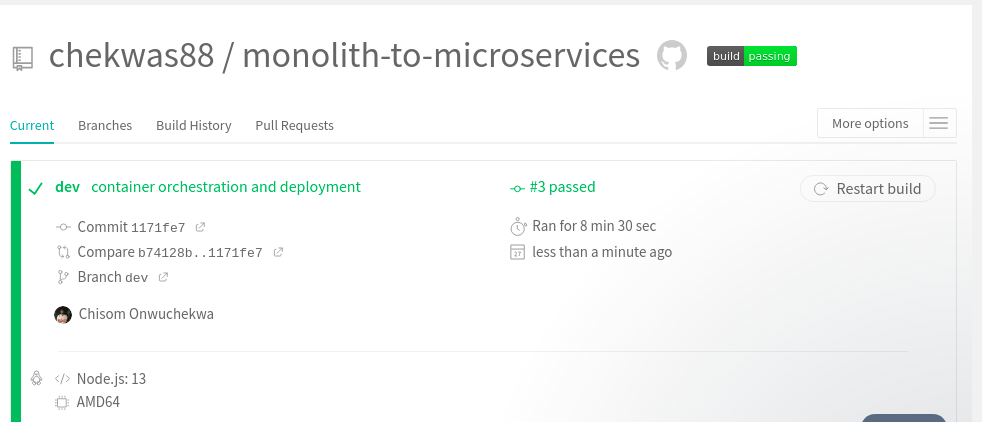 chekwas88 / monolith-to-microservices
build passing
Current Branches Build History Pull Requests
More options
dev container orchestration and deployment
#3 passed
Restart build
Commit 1171fe7
Ran for 8 min 30 sec
Compare b74128b..1171fe7
27
less than a minute ago
Branch dev
Chisom Onwuchekwa
</> Node.js: 13
AMD64